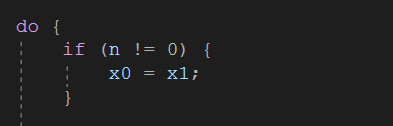 do {
    if (n != 0) {
        x0 = x1;
    }